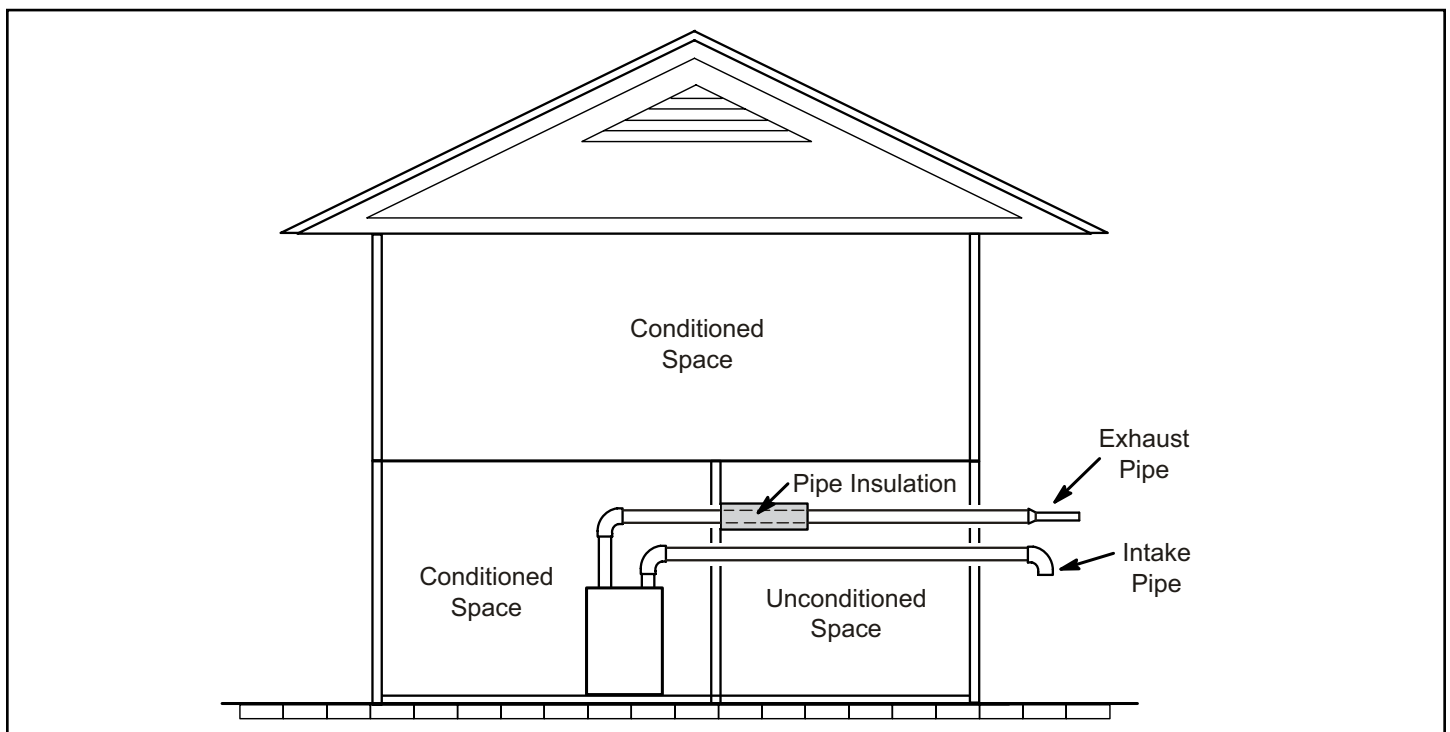 Conditioned
Space
Exhaust
Pipe
Pipe Insulation
Intake
Pipe
Conditioned
Space
Unconditioned
Space